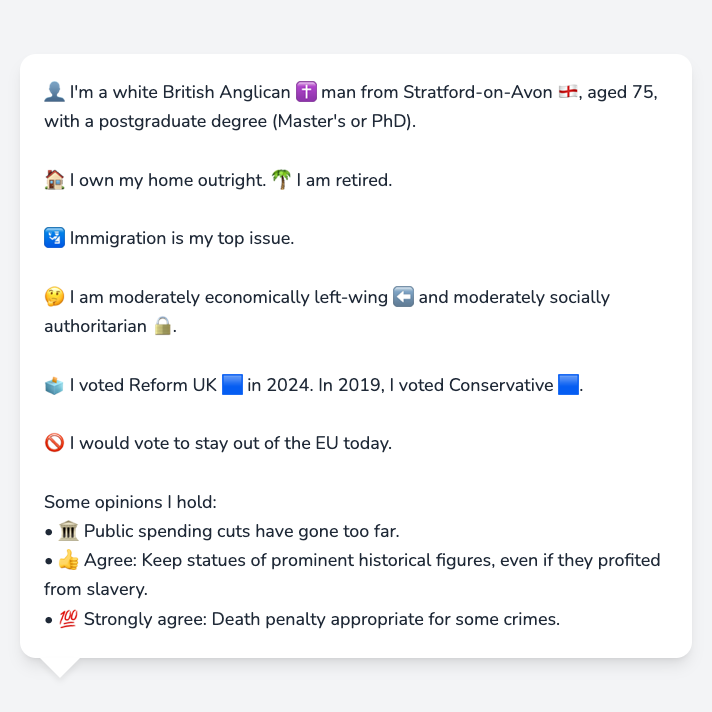 👤 I'm a white British Anglican ✝️ man from Stratford-on-Avon 🏴󠁧󠁢󠁥󠁮󠁧󠁿, aged 75,
with a postgraduate degree (Master's or PhD).
🏠 I own my home outright. 🌴 I am retired.
🛂 Immigration is my top issue.
🤔 I am moderately economically left-wing ⬅️ and moderately socially
authoritarian 🔒.
🗳️ I voted Reform UK 🟦 in 2024. In 2019, I voted Conservative 🟦.
🚫 I would vote to stay out of the EU today.
Some opinions I hold:
• 🏛️ Public spending cuts have gone too far.
• 👍 Agree: Keep statues of prominent historical figures, even if they profited
from slavery.
• 💯 Strongly agree: Death penalty appropriate for some crimes.